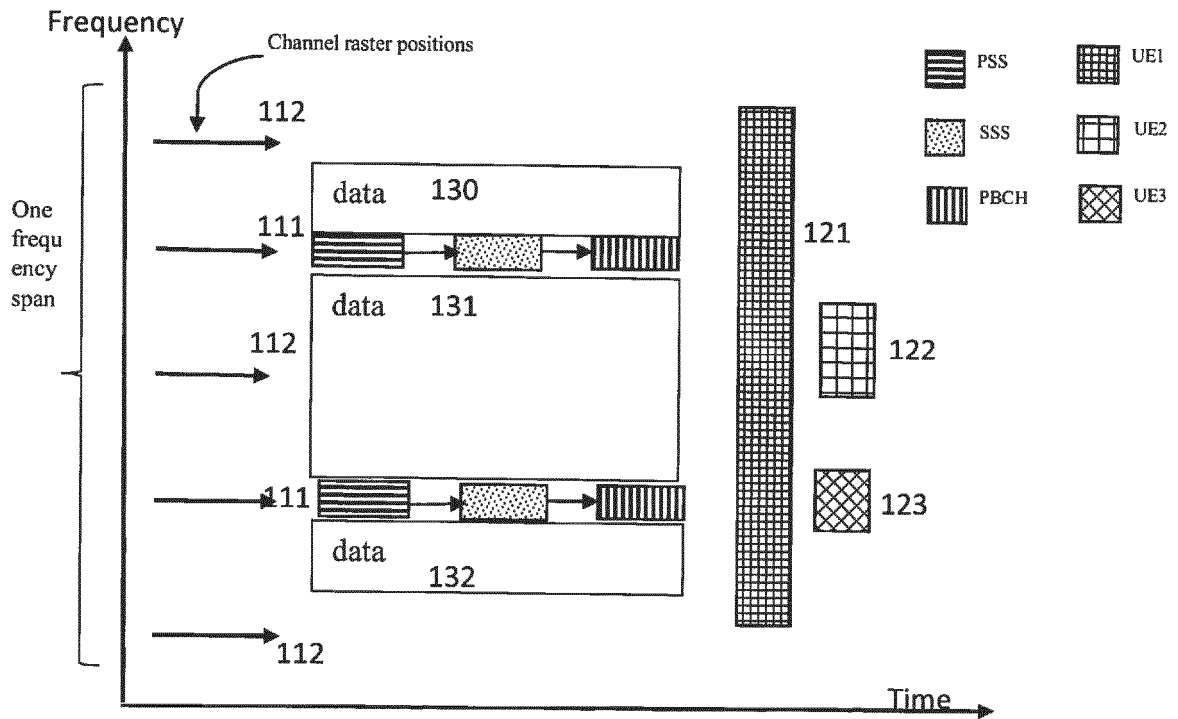 Frequency
Channel raster positions
PSS
UE1
112
SSS
UE2
data 130
One
frequ
ency
span
111
PBCH
UE3
121
data 131
112
122
111
123
data
132
112
Time